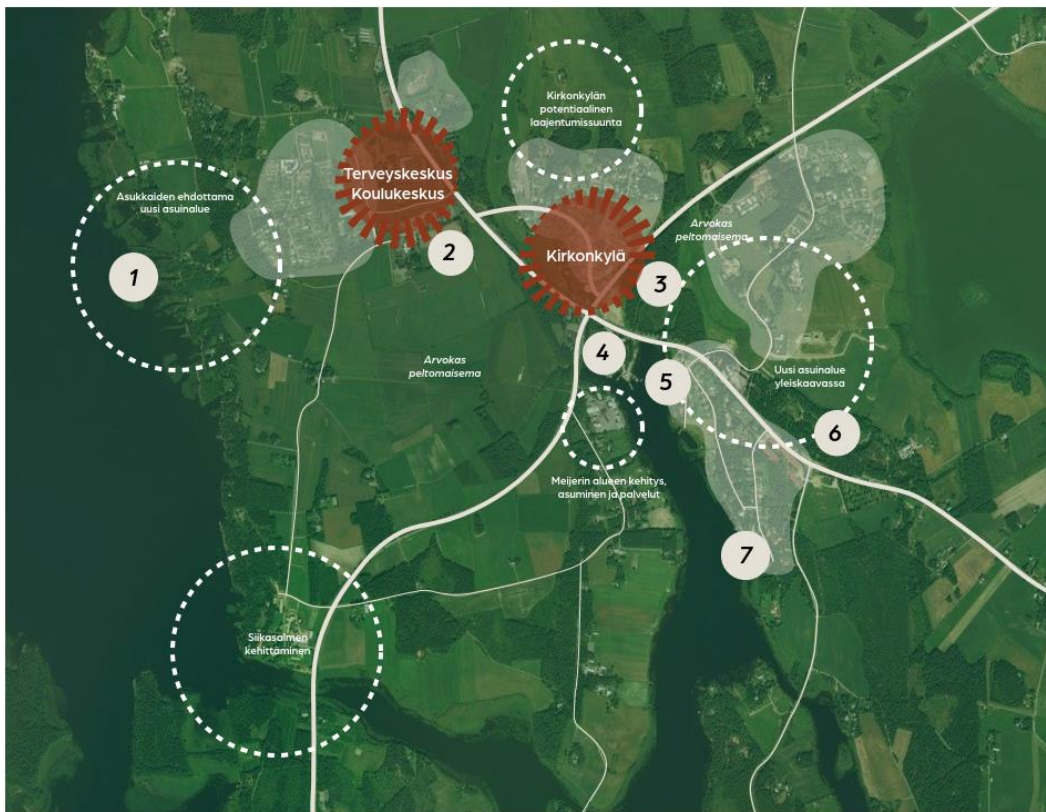 Kirkonkylän
potentiaalinen
laajentumissuunta
Terveyskeskus
Koulukeskus
Asukkaiden ehdottama
uusi asuinalue
1
2
Kirkonkylä
Arvokas
peltomaisema
3
Arvokas
peltomaisema
4
5
Uusi asuinalue
yleiskaavassa
6
Meijerin alueen kehitys,
asuminen ja palvelut
7
Siikasalmen
kehittäminen